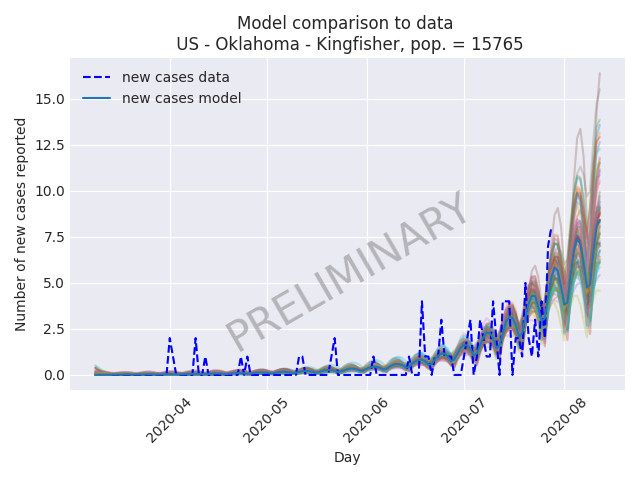 Model comparison to data
US - Oklahoma - Kingfisher, pop. = 15765
new cases data
new cases model
Number of new cases reported
15.0
12.5
10.0
7.5
5.0
2.5
0.0
PRELIMINARY
2020-04
2020-05
2020-06
2020-07
2020-08
Day